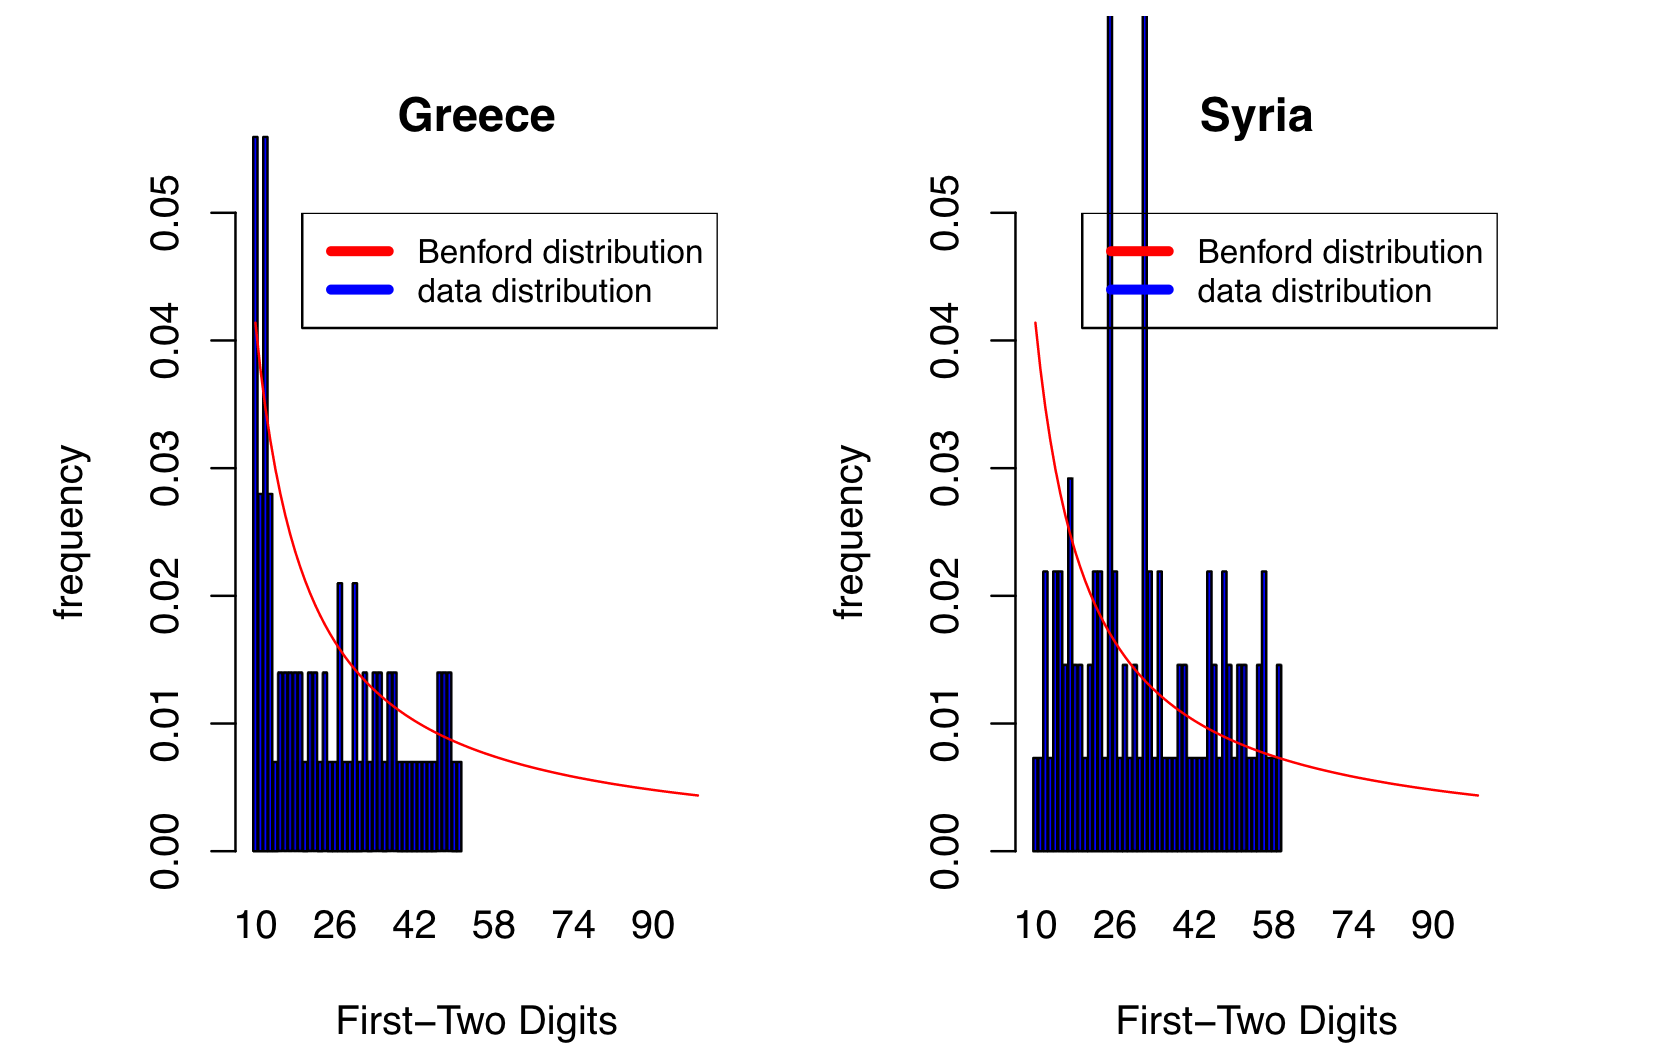 Greece
Benford distribution
data distribution
frequency
0.00 0.01 0.02 0.03 0.04 0.05
10 26 42 58 74 90
First−Two Digits
Syria
Benford distribution
data distribution
frequency
0.00 0.01 0.02 0.03 0.04 0.05
10 26 42 58 74 90
First−Two Digits